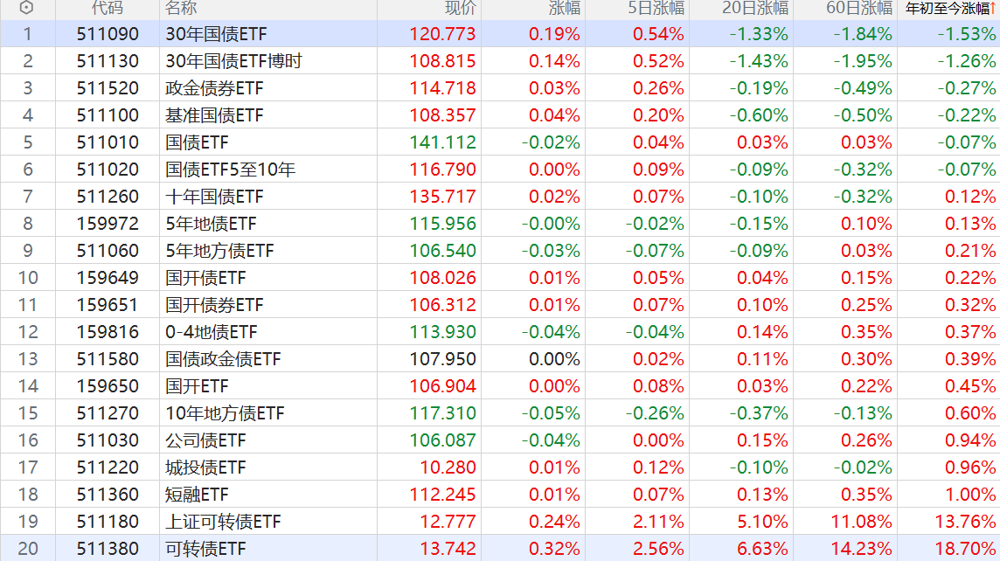 代码 名称 现价 涨幅 5日涨幅 20日涨幅 60日涨幅 年初至今涨幅↑
1 511090 30年国债ETF 120.773 0.19% 0.54% -1.33% -1.84% -1.53%
2 511130 30年国债ETF博时 108.815 0.14% 0.52% -1.43% -1.95% -1.26%
3 511520 政金债券ETF 114.718 0.03% 0.26% -0.19% -0.49% -0.27%
4 511100 基准国债ETF 108.357 0.04% 0.20% -0.60% -0.50% -0.22%
5 511010 国债ETF 141.112 -0.02% 0.04% 0.03% 0.03% -0.07%
6 511020 国债ETF5至10年 116.790 0.00% 0.09% -0.09% -0.32% -0.07%
7 511260 十年国债ETF 135.717 0.02% 0.07% -0.10% -0.32% 0.12%
8 159972 5年地债ETF 115.956 -0.00% -0.02% -0.15% 0.10% 0.13%
9 511060 5年地方债ETF 106.540 -0.03% -0.07% -0.09% 0.03% 0.21%
10 159649 国开债ETF 108.026 0.01% 0.05% 0.04% 0.15% 0.22%
11 159651 国开债券ETF 106.312 0.01% 0.07% 0.10% 0.25% 0.32%
12 159816 0-4地债ETF 113.930 -0.04% -0.04% 0.14% 0.35% 0.37%
13 511580 国债政金债ETF 107.950 0.00% 0.02% 0.11% 0.30% 0.39%
14 159650 国开ETF 106.904 0.00% 0.08% 0.03% 0.22% 0.45%
15 511270 10年地方债ETF 117.310 -0.05% -0.26% -0.37% -0.13% 0.60%
16 511030 公司债ETF 106.087 -0.04% 0.00% 0.15% 0.26% 0.94%
17 511220 城投债ETF 10.280 0.01% 0.12% -0.10% -0.02% 0.96%
18 511360 短融ETF 112.245 0.01% 0.07% 0.13% 0.35% 1.00%
19 511180 上证可转债ETF 12.777 0.24% 2.11% 5.10% 11.08% 13.76%
20 511380 可转债ETF 13.742 0.32% 2.56% 6.63% 14.23% 18.70%